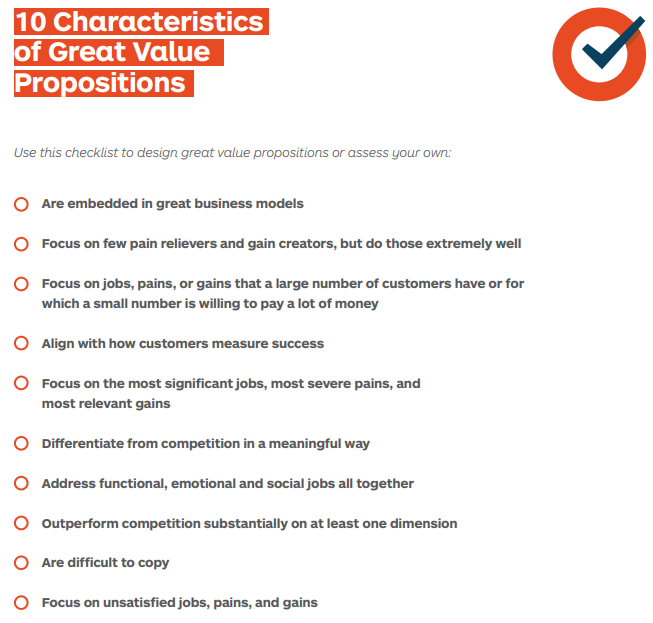 10 Characteristics
of Great Value
Propositions
Use this checklist to design great value propositions or assess your own:
Are embedded in great business models
Focus on few pain relievers and gain creators, but do those extremely well
Focus on jobs, pains, or gains that a large number of customers have or for
which a small number is willing to pay a lot of money
Align with how customers measure success
Focus on the most significant jobs, most severe pains, and
most relevant gains
Differentiate from competition in a meaningful way
Address functional, emotional and social jobs all together
Outperform competition substantially on at least one dimension
Are difficult to copy
Focus on unsatisfied jobs, pains, and gains